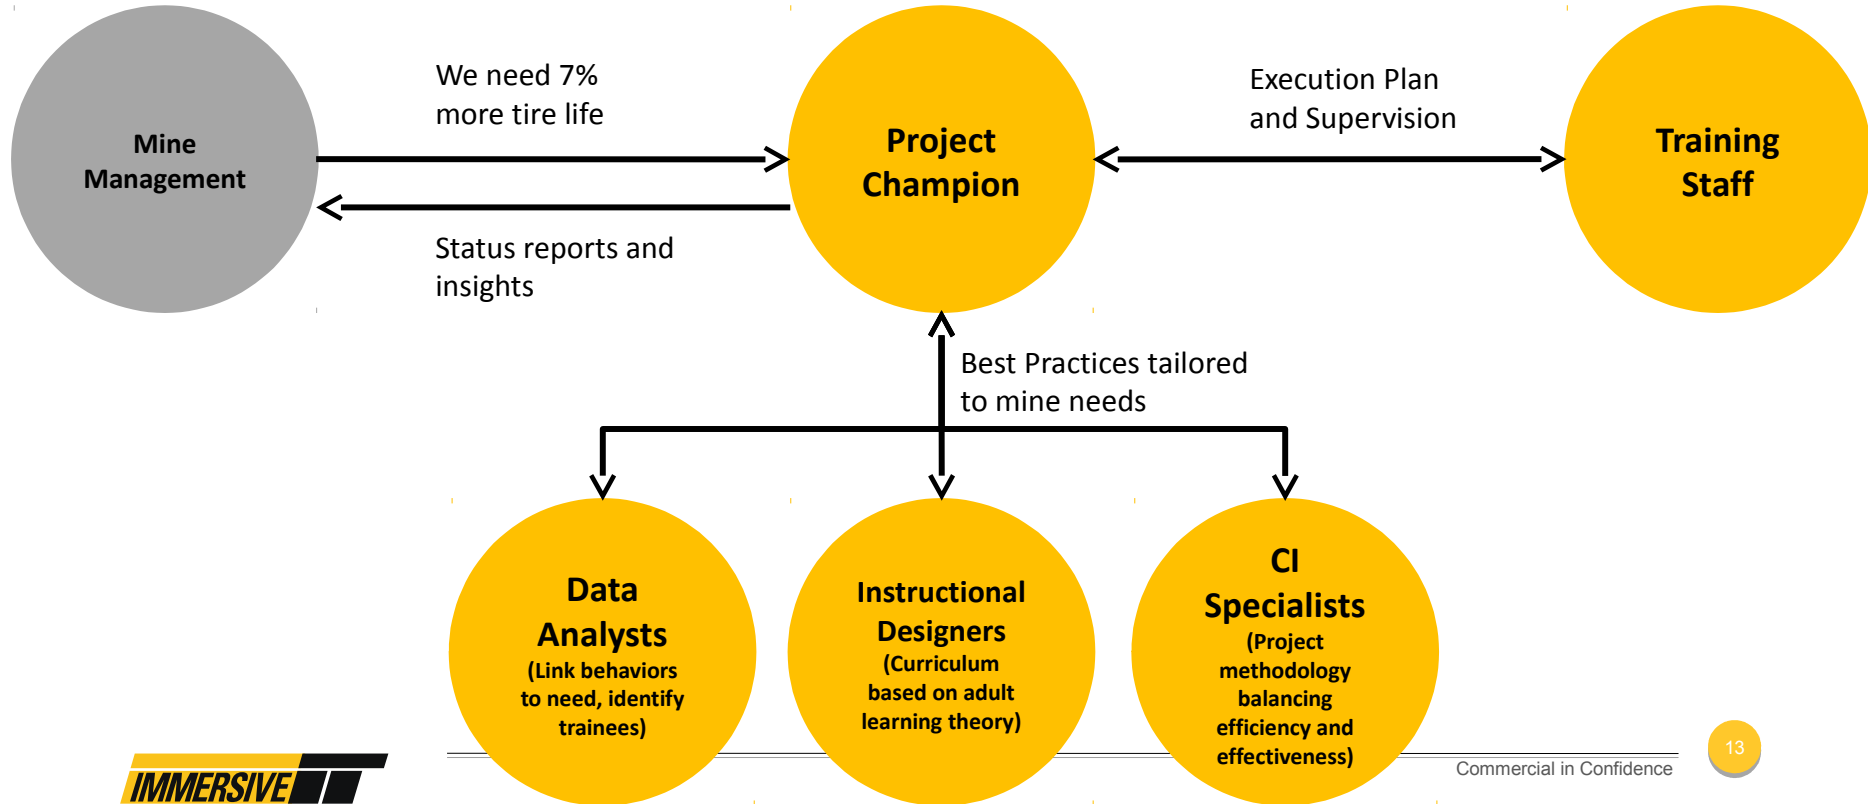 Mine
Management
We need 7%
more tire life
Status reports and
insights
Project
Champion
Execution Plan
and Supervision
Training
Staff
Best Practices tailored
to mine needs
Data
Analysts
(Link behaviors
to need, identify
trainees)
Instructional
Designers
(Curriculum
based on adult
learning theory)
CI
Specialists
(Project
methodology
balancing
efficiency and
effectiveness)
IMMERSIVE
Commercial in Confidence
13